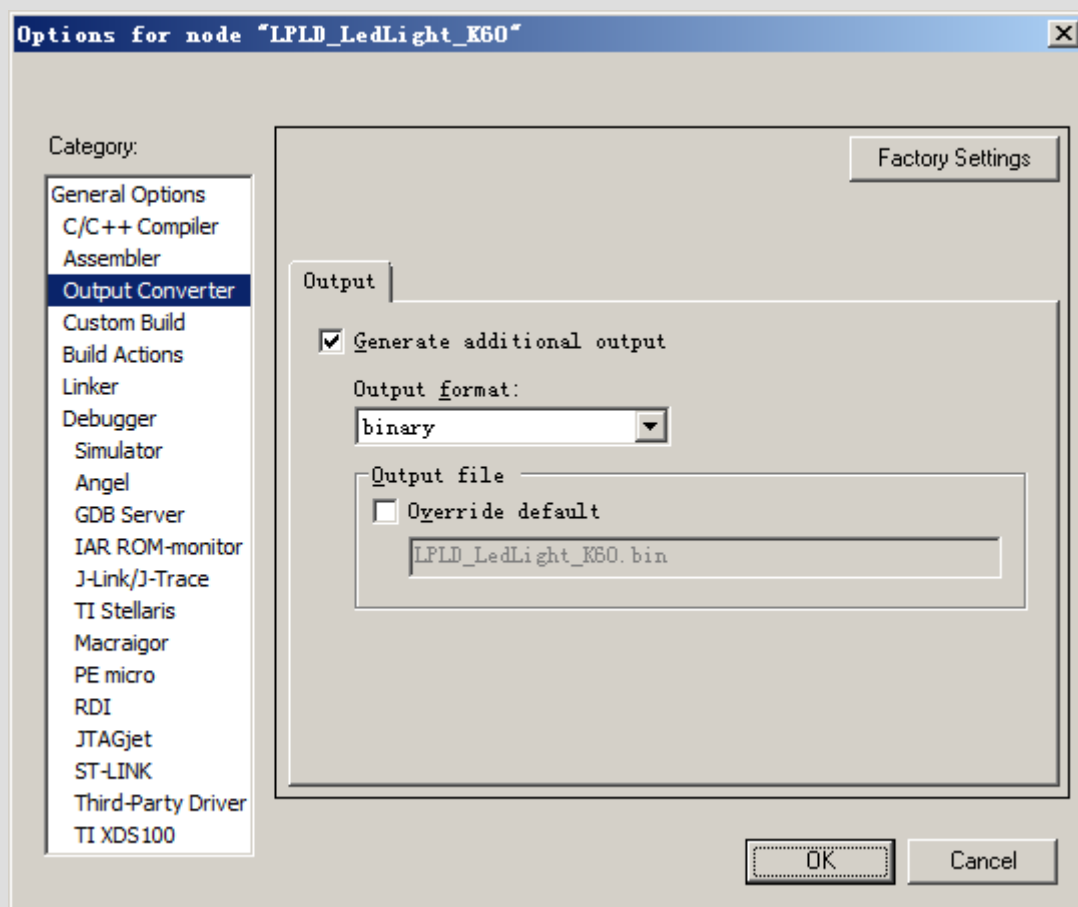 Options for node "LPLD_LedLight_K60"
Category:
Factory Settings
General Options
C/C++ Compiler
Assembler
Output Converter
Custom Build
Build Actions
Linker
Debugger
Simulator
Angel
GDB Server
IAR ROM-monitor
J-Link/J-Trace
TI Stellaris
Macraigor
PE micro
RDI
JTAGjet
ST-LINK
Third-Party Driver
TI XDS100
Output
Generate additional output
Output format:
binary
Output file
Override default
LPLD_LedLight_K60.bin
OK
Cancel